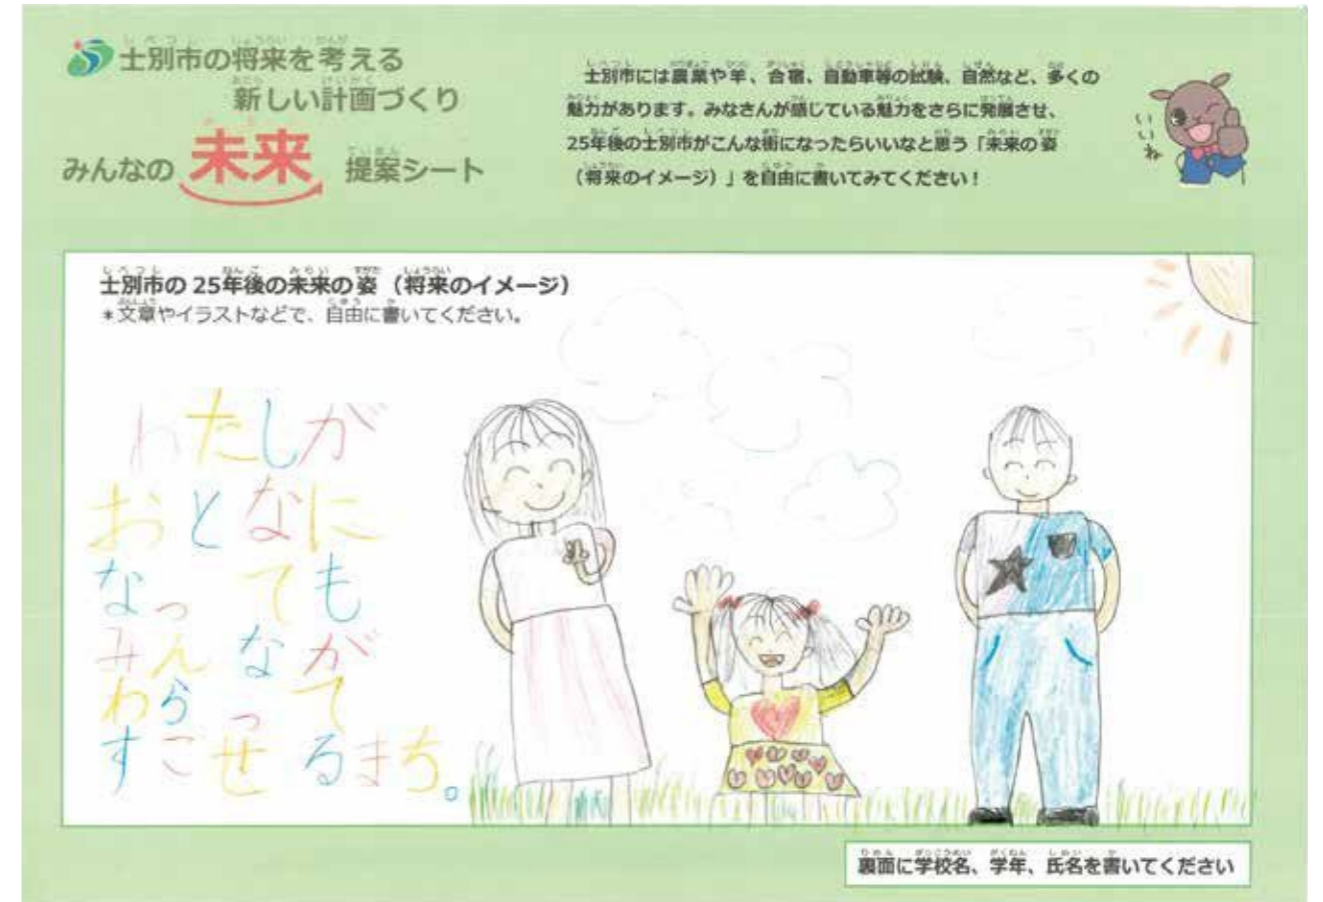 士別市の将来を考える
新しい計画づくり
みんなの 未来 提案シート
士別市には農業や羊、合宿、自動車等の試験、自然など、多くの
魅力があります。みなさんが感じている魅力をさらに発展させ、
25年後の士別市がこんな街になったらいいなと思う「未来の姿
（将来のイメージ）」を自由に書いてみてください！
いいね
士別市の25年後の未来の姿（将来のイメージ）
＊文章やイラストなどで、自由に書いてください。
わたしが
おとなに
なっても
みんなが
わらって
すごせるまち。
裏面に学校名、学年、氏名を書いてください